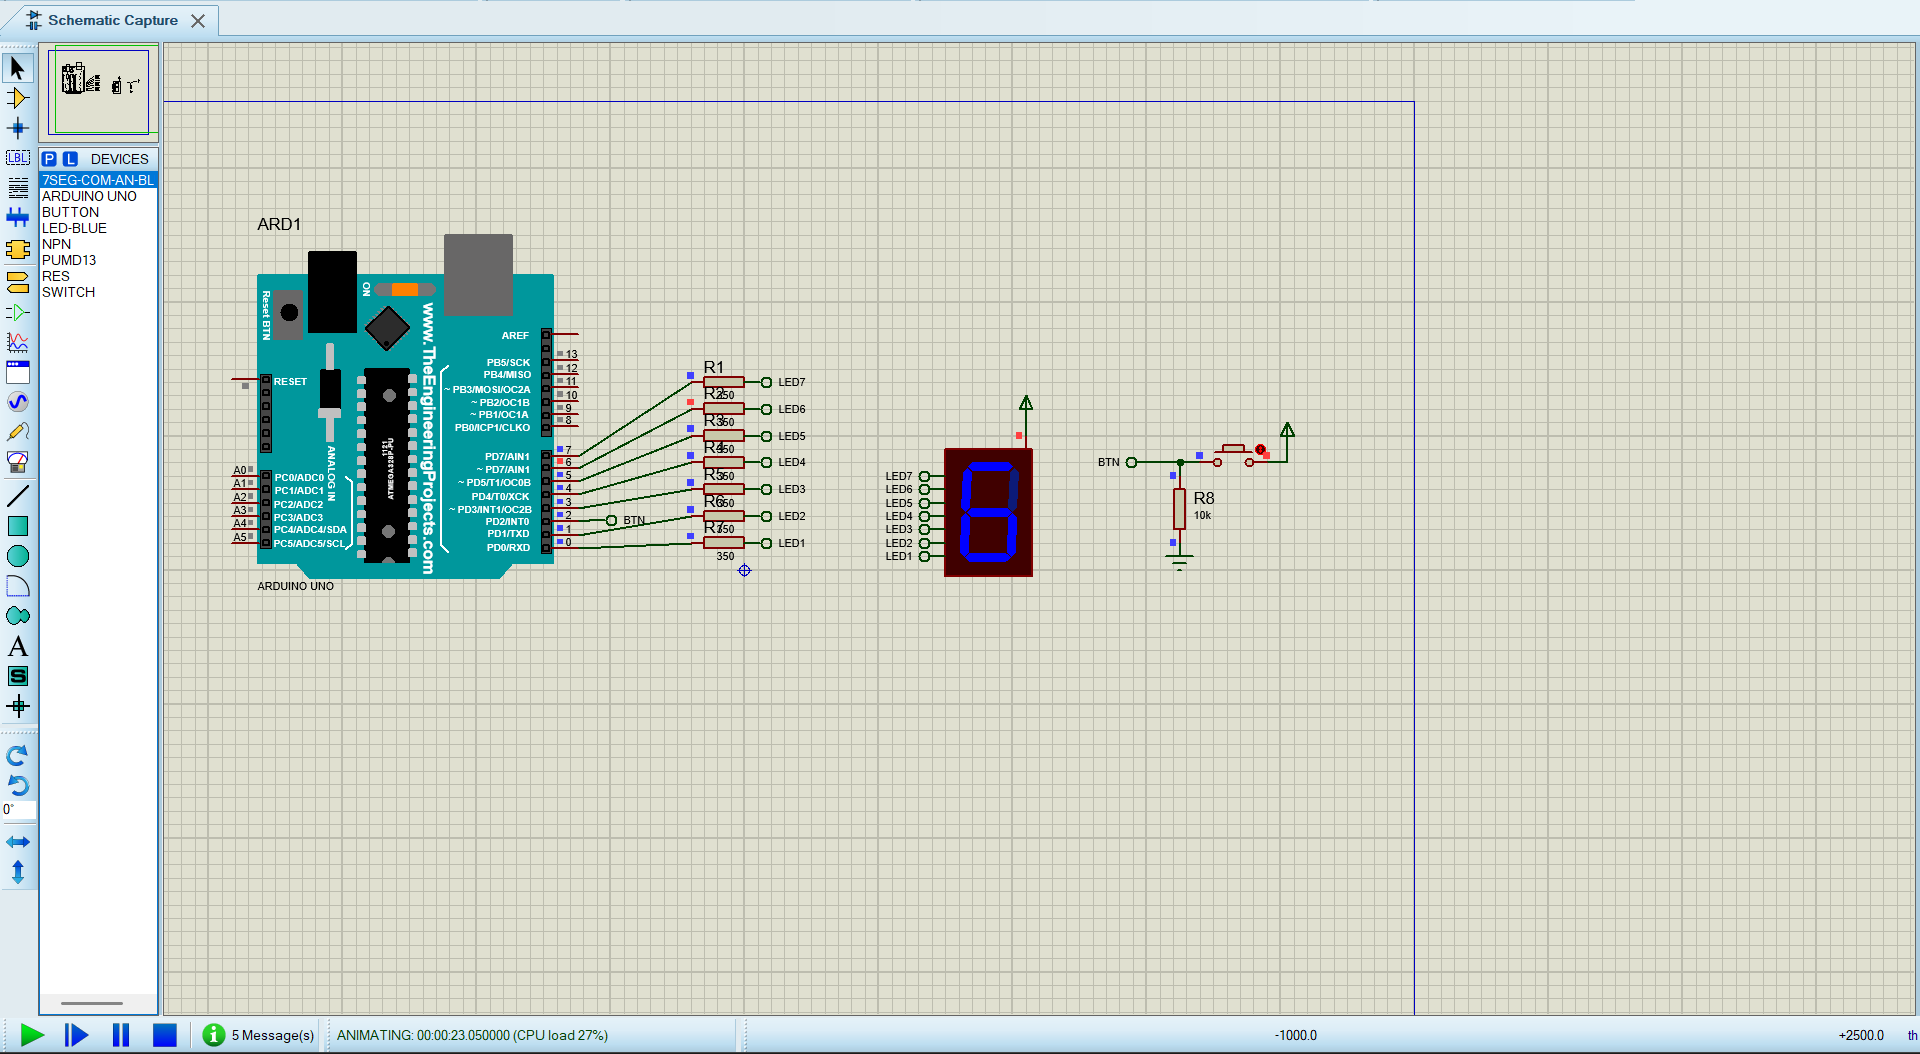 Schematic Capture
LBL
P L DEVICES
7SEG-COM-AN-BL
ARDUINO UNO
BUTTON
LED-BLUE
NPN
PUMD13
RES
SWITCH
A
S
0°
ARD1
Reset BTN
ON
www.TheEngineeringProjects.com
AREF
PB5/SCK 13
PB4/MISO 12
~ PB3/MOSI/OC2A 11
~ PB2/OC1B 10
~ PB1/OC1A 9
PB0/ICP1/CLKO 8
RESET
ANALOG IN
1121
ATMEGA328P-PU
A0 PC0/ADC0
A1 PC1/ADC1
A2 PC2/ADC2
A3 PC3/ADC3
A4 PC4/ADC4/SDA
A5 PC5/ADC5/SCL
PD7/AIN1 7
~ PD7/AIN1 6
~ PD5/T1/OC0B 5
PD4/T0/XCK 4
~ PD3/INT1/OC2B 3
PD2/INT0 2
PD1/TXD 1
PD0/RXD 0
ARDUINO UNO
BTN
R1 LED7
R2 LED6
R3 LED5
R4 LED4
R5 LED3
R6 LED2
R7 LED1
350
LED7
LED6
LED5
LED4
LED3
LED2
LED1
BTN
R8
10k
5 Message(s)
ANIMATING: 00:00:23.050000 (CPU load 27%)
-1000.0
+2500.0
th